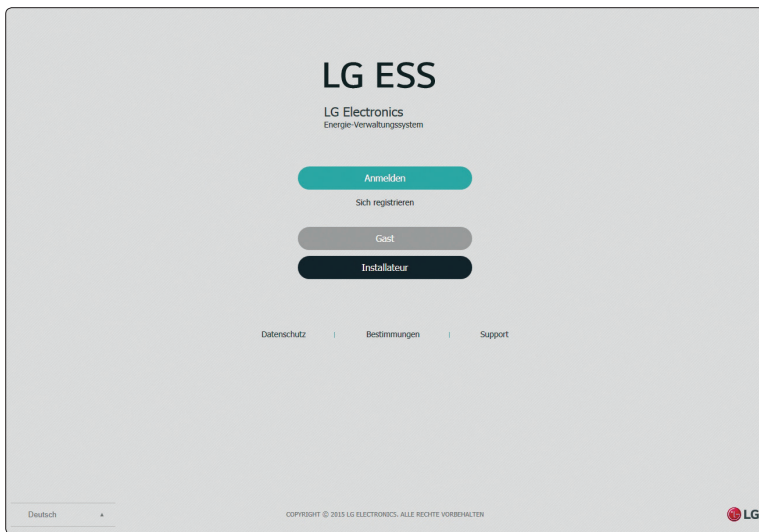 LG ESS
LG Electronics
Energie-Verwaltungssystem
Anmelden
Sich registrieren
Gast
Installateur
Datenschutz | Bestimmungen | Support
Deutsch
COPYRIGHT © 2015 LG ELECTRONICS. ALLE RECHTE VORBEHALTEN
LG